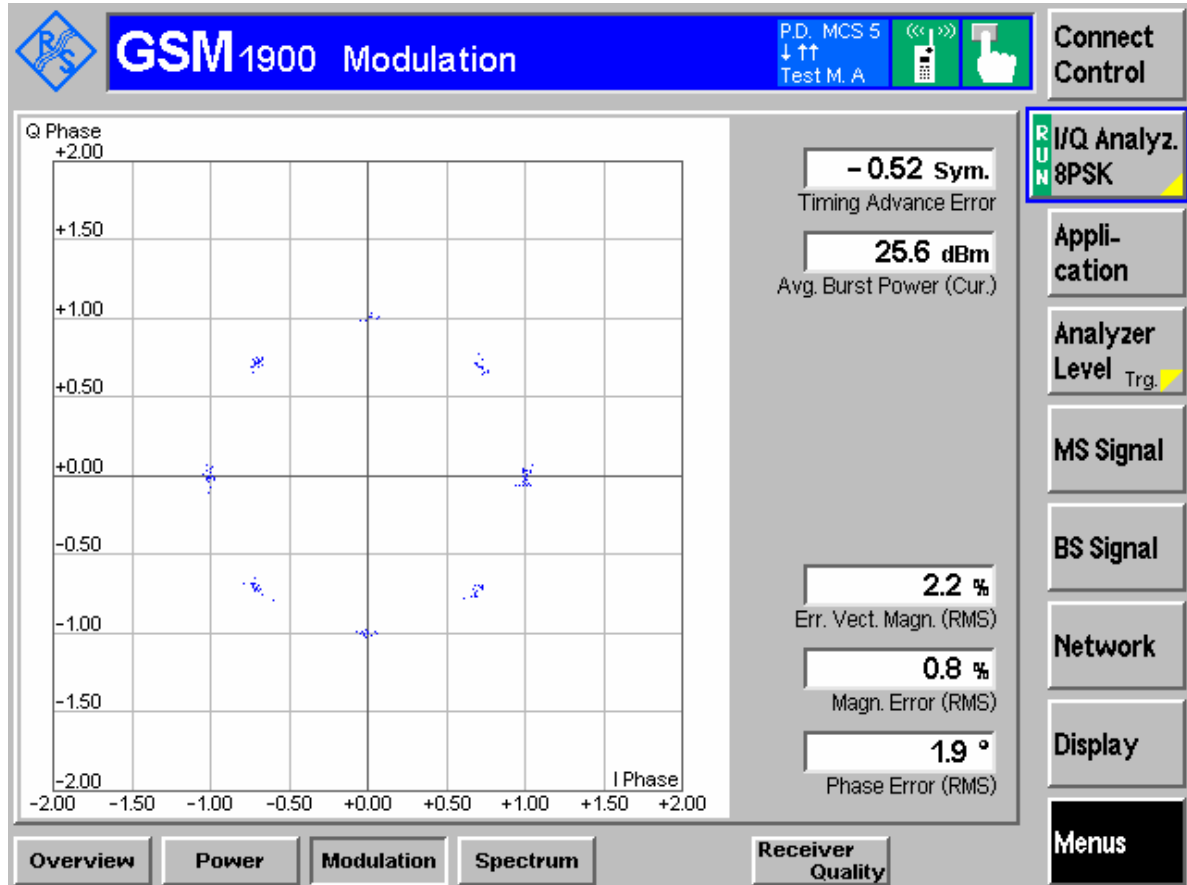 R S
GSM 1900 Modulation
P.D. MCS 5
↓ ↑↑
Test M. A
Connect
Control
Q Phase
+2.00
+1.50
+1.00
+0.50
+0.00
-0.50
-1.00
-1.50
-2.00
I Phase
-2.00 -1.50 -1.00 -0.50 +0.00 +0.50 +1.00 +1.50 +2.00
- 0.52 Sym.
Timing Advance Error
25.6 dBm
Avg. Burst Power (Cur.)
2.2 %
Err. Vect. Magn. (RMS)
0.8 %
Magn. Error (RMS)
1.9 °
Phase Error (RMS)
RUN
I/Q Analyz.
8PSK
Appli-
cation
Analyzer
Level Trg.
MS Signal
BS Signal
Network
Display
Menus
Overview Power Modulation Spectrum
Receiver
Quality